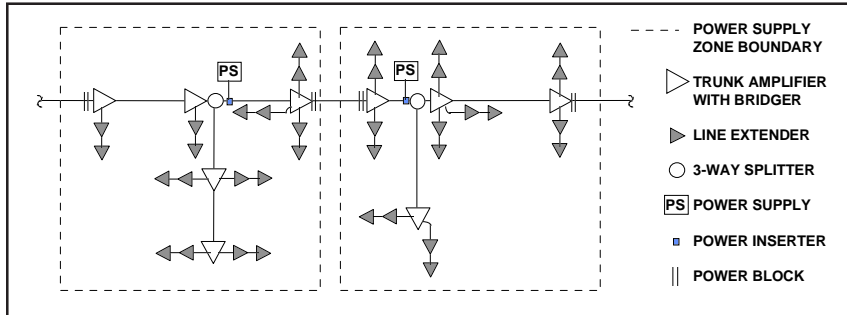 PS
PS
POWER SUPPLY
ZONE BOUNDARY
TRUNK AMPLIFIER
WITH BRIDGER
LINE EXTENDER
3-WAY SPLITTER
PS POWER SUPPLY
POWER INSERTER
POWER BLOCK